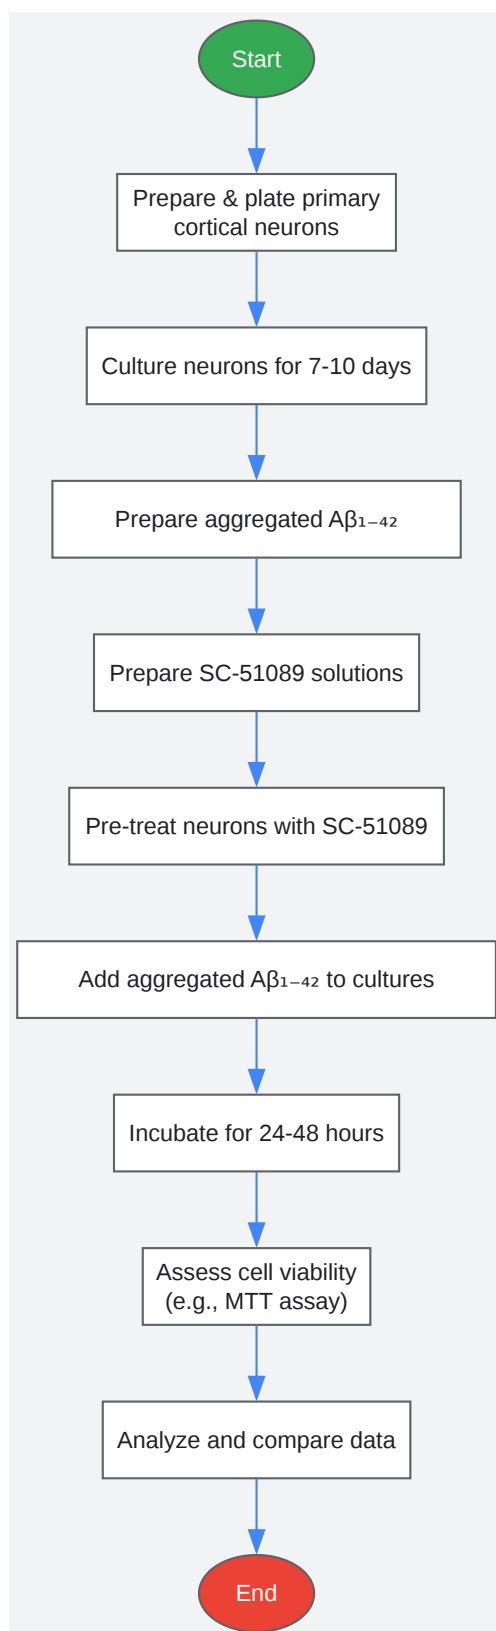 Start
Prepare & plate primary
cortical neurons
Culture neurons for 7-10 days
Prepare aggregated Aβ₁₋₄₂
Prepare SC-51089 solutions
Pre-treat neurons with SC-51089
Add aggregated Aβ₁₋₄₂ to cultures
Incubate for 24-48 hours
Assess cell viability
(e.g., MTT assay)
Analyze and compare data
End